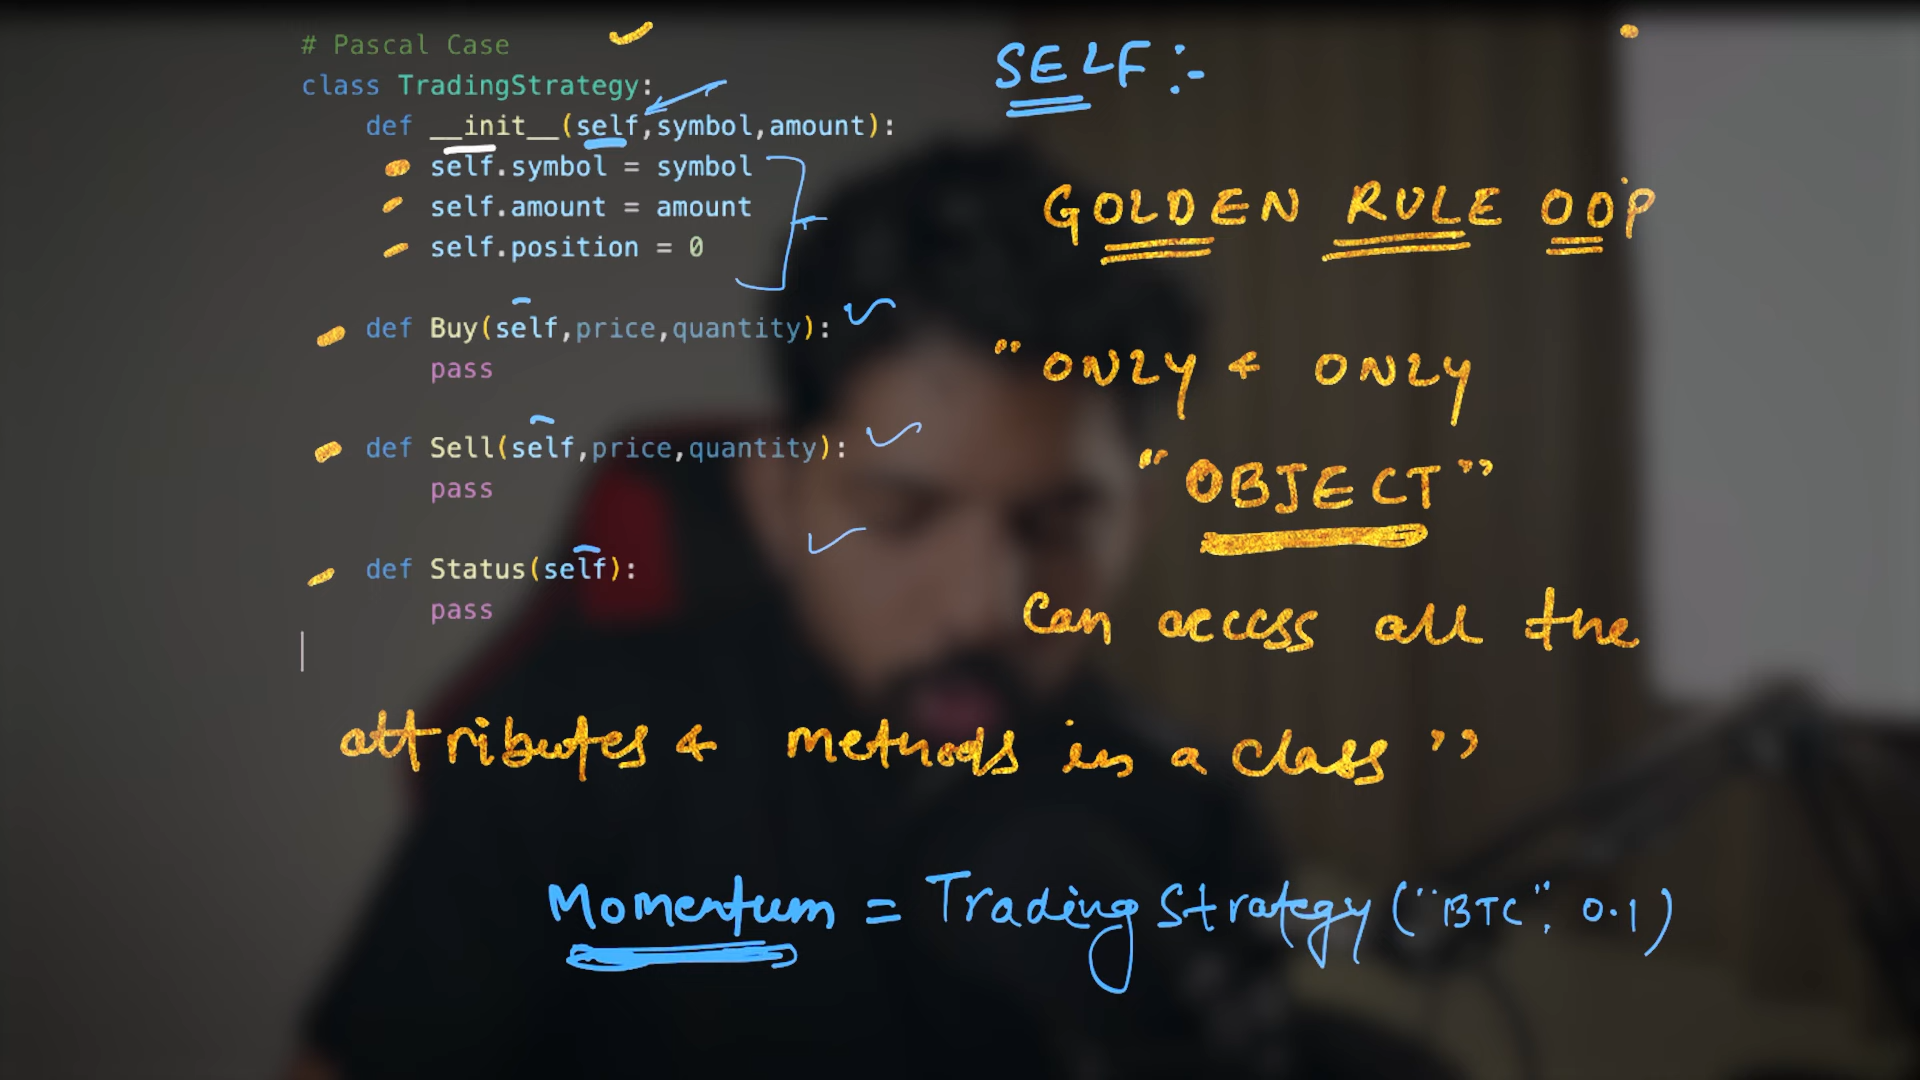 # Pascal Case
class TradingStrategy:
def __init__(self,symbol,amount):
self.symbol = symbol
self.amount = amount
self.position = 0
def Buy(self,price,quantity):
pass
def Sell(self,price,quantity):
pass
def Status(self):
pass
SELF :-
GOLDEN RULE OOP
"ONLY & ONLY
"OBJECT"
Can access all the
attributes & methods in a class"
Momentum = Trading Strategy ("BTC", 0.1)